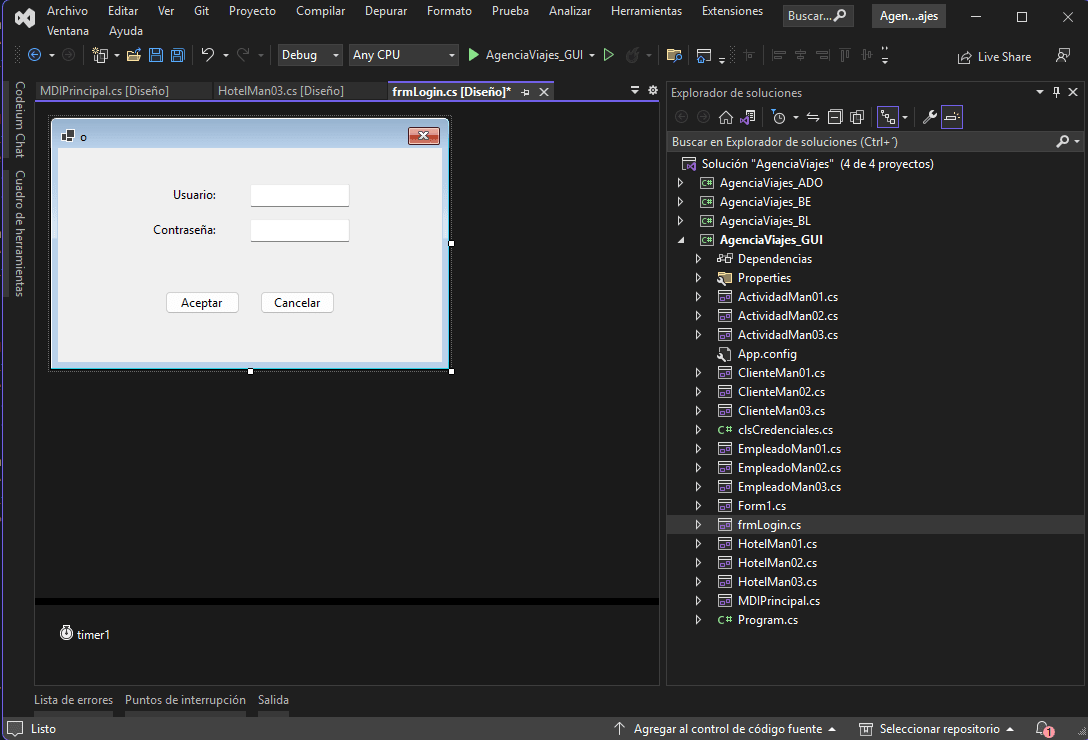 Archivo Editar Ver Git Proyecto Compilar Depurar Formato Prueba Analizar Herramientas Extensiones Buscar... Agen...ajes
Ventana Ayuda
Debug Any CPU AgenciaViajes_GUI Live Share
MDIPrincipal.cs [Diseño] HotelMan03.cs [Diseño] frmLogin.cs [Diseño]*
Codeium Chat
Cuadro de herramientas
o
Usuario:
Contraseña:
Aceptar Cancelar
timer1
Explorador de soluciones
Buscar en Explorador de soluciones (Ctrl+´)
Solución "AgenciaViajes" (4 de 4 proyectos)
C# AgenciaViajes_ADO
C# AgenciaViajes_BE
C# AgenciaViajes_BL
C# AgenciaViajes_GUI
Dependencias
Properties
ActividadMan01.cs
ActividadMan02.cs
ActividadMan03.cs
App.config
ClienteMan01.cs
ClienteMan02.cs
ClienteMan03.cs
C# clsCredenciales.cs
EmpleadoMan01.cs
EmpleadoMan02.cs
EmpleadoMan03.cs
Form1.cs
frmLogin.cs
HotelMan01.cs
HotelMan02.cs
HotelMan03.cs
MDIPrincipal.cs
C# Program.cs
Lista de errores Puntos de interrupción Salida
Listo Agregar al control de código fuente Seleccionar repositorio 1